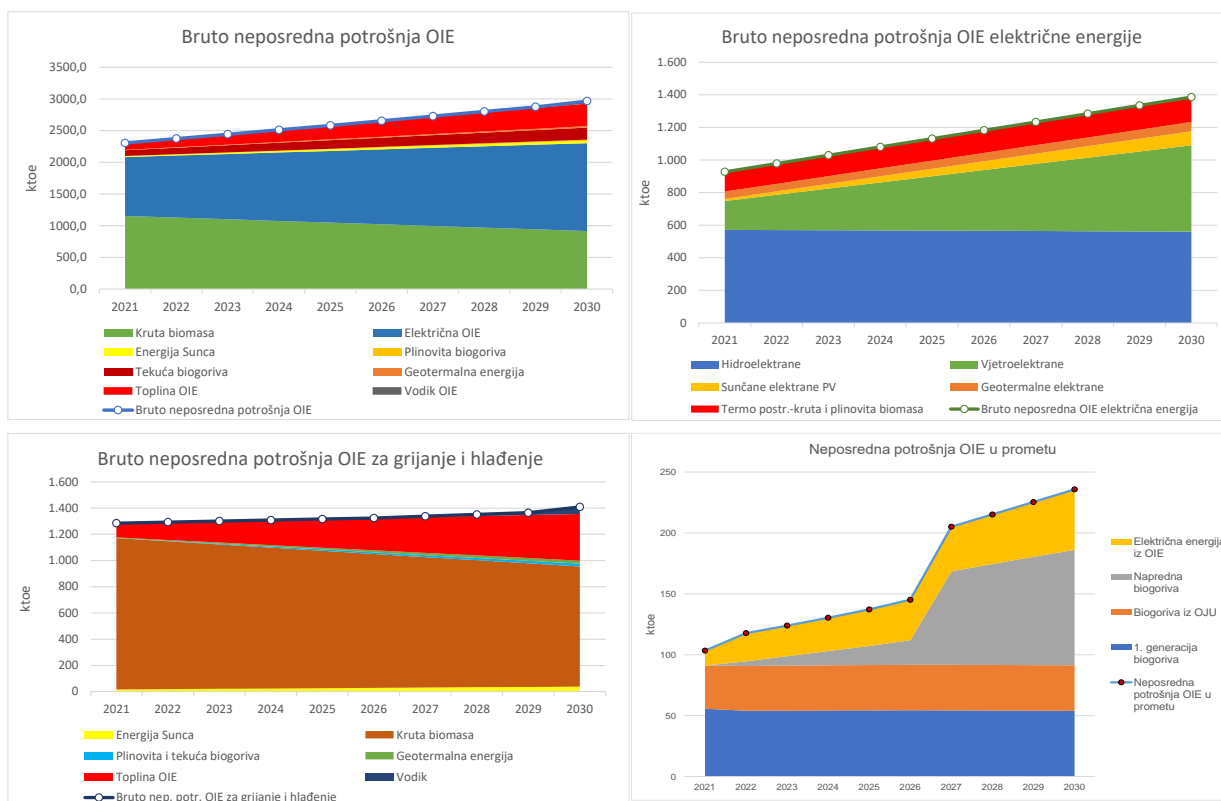 Bruto neposredna potrošnja OIE
3500,0
3000,0
2500,0
2000,0
1500,0
1000,0
500,0
0,0
ktoe
2021 2022 2023 2024 2025 2026 2027 2028 2029 2030
Kruta biomasa Električna OIE
Energija Sunca Plinovita biogoriva
Tekuća biogoriva Geotermalna energija
Toplina OIE Vodik OIE
Bruto neposredna potrošnja OIE
Bruto neposredna potrošnja OIE električne energije
1.600
1.400
1.200
1.000
800
600
400
200
0
ktoe
2021 2022 2023 2024 2025 2026 2027 2028 2029 2030
Hidroelektrane Vjetroelektrane
Sunčane elektrane PV Geotermalne elektrane
Termo postr.-kruta i plinovita biomasa Bruto neposredna OIE električna energija
Bruto neposredna potrošnja OIE za grijanje i hlađenje
1.600
1.400
1.200
1.000
800
600
400
200
0
ktoe
2021 2022 2023 2024 2025 2026 2027 2028 2029 2030
Energija Sunca Kruta biomasa
Plinovita i tekuća biogoriva Geotermalna energija
Toplina OIE Vodik
Bruto nep. potr. OIE za grijanje i hlađenje
Neposredna potrošnja OIE u prometu
250
200
150
100
50
0
ktoe
2021 2022 2023 2024 2025 2026 2027 2028 2029 2030
Električna energija
iz OIE
Napredna
biogoriva
Biogoriva iz OJU
1. generacija
biogoriva
Neposredna
potrošnja OIE u
prometu